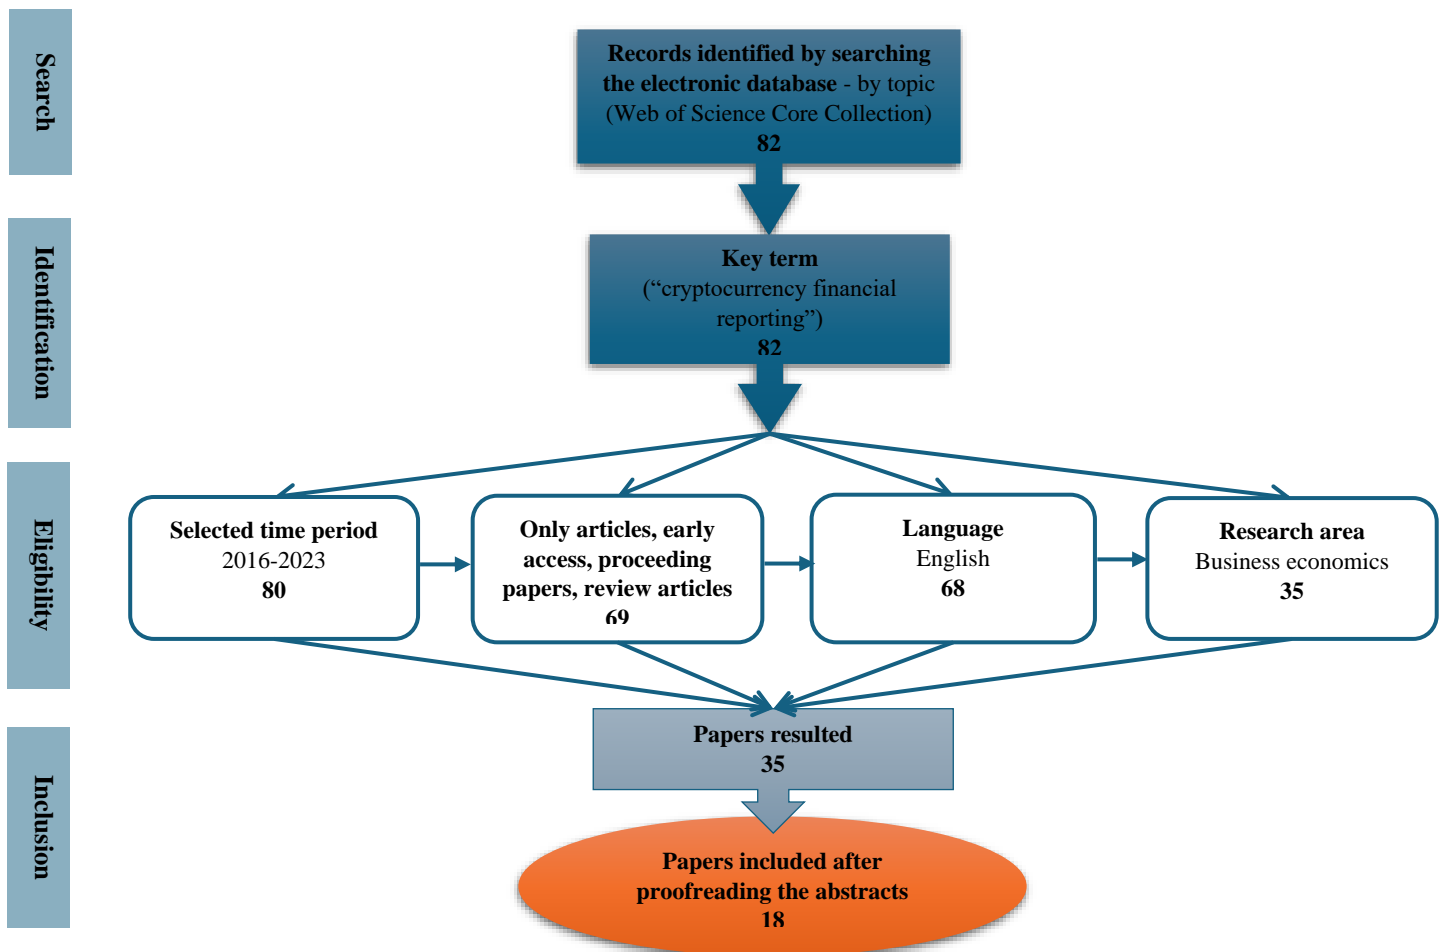 Search
Records identified by searching
the electronic database - by topic
(Web of Science Core Collection)
82
Identification
Key term
(“cryptocurrency financial
reporting”)
82
Eligibility
Selected time period
2016-2023
80
Only articles, early
access, proceeding
papers, review articles
69
Language
English
68
Research area
Business economics
35
Inclusion
Papers resulted
35
Papers included after
proofreading the abstracts
18